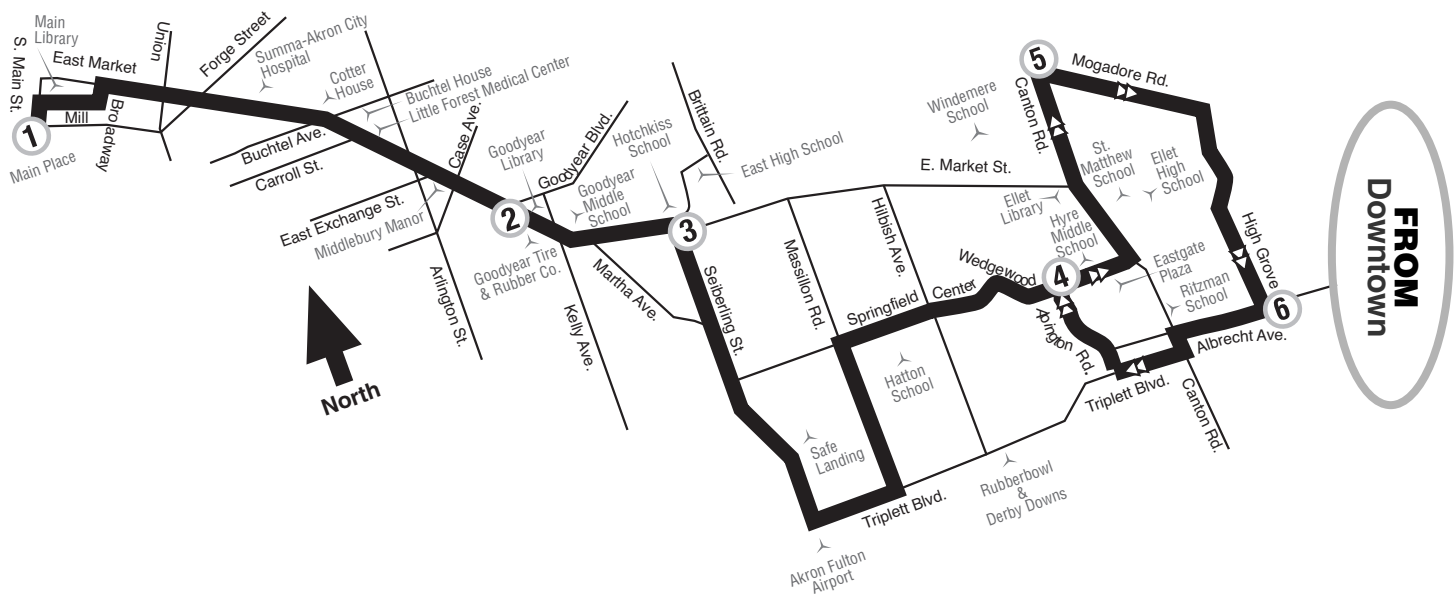 Main
Library
S. Main St.
East Market
Union
Forge Street
Summa-Akron City
Hospital
Cotter
House
Buchtel House
Little Forest Medical Center
1
Mill
Broadway
Main Place
Buchtel Ave.
Carroll St.
Case Ave.
East Exchange St.
Middlebury Manor
Arlington St.
Goodyear
Library
Goodyear Blvd.
2
Goodyear
Middle
School
Goodyear Tire
& Rubber Co.
Hotchkiss
School
Brittain Rd.
East High School
3
Martha Ave.
Kelly Ave.
Seiberling St.
North
Massillon Rd.
Hilbish Ave.
E. Market St.
Windemere
School
5
Mogadore Rd.
Canton Rd.
St.
Matthew
School
Ellet
High
School
Ellet
Library
Hyre
Middle
School
Wedgewood
4
Center
Springfield
Apington Rd.
Eastgate
Plaza
Ritzman
School
High Grove
6
Albrecht Ave.
Triplett Blvd.
Canton Rd.
Hatton
School
Safe
Landing
Triplett Blvd.
Rubberbowl
&
Derby Downs
Akron Fulton
Airport
FROM
Downtown